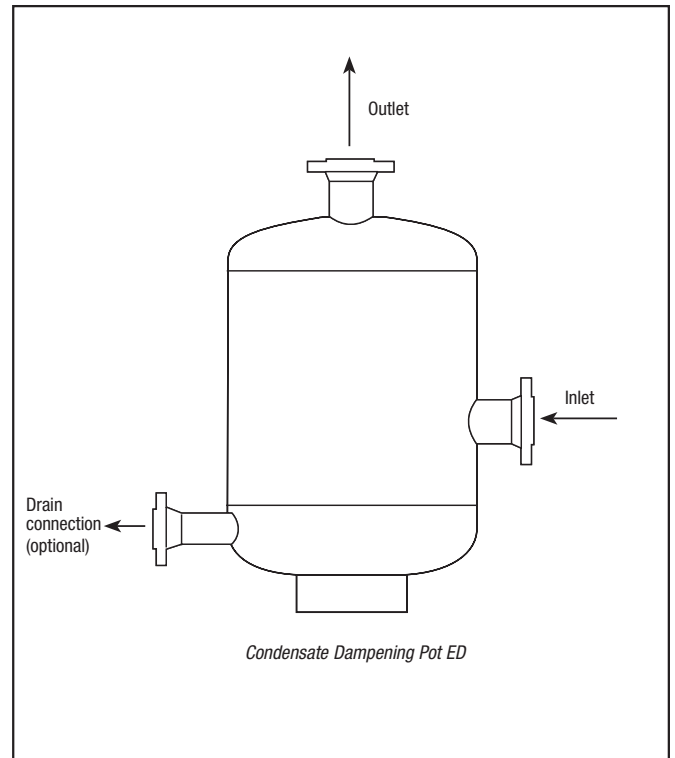 Outlet
Inlet
Drain
connection
(optional)
Condensate Dampening Pot ED